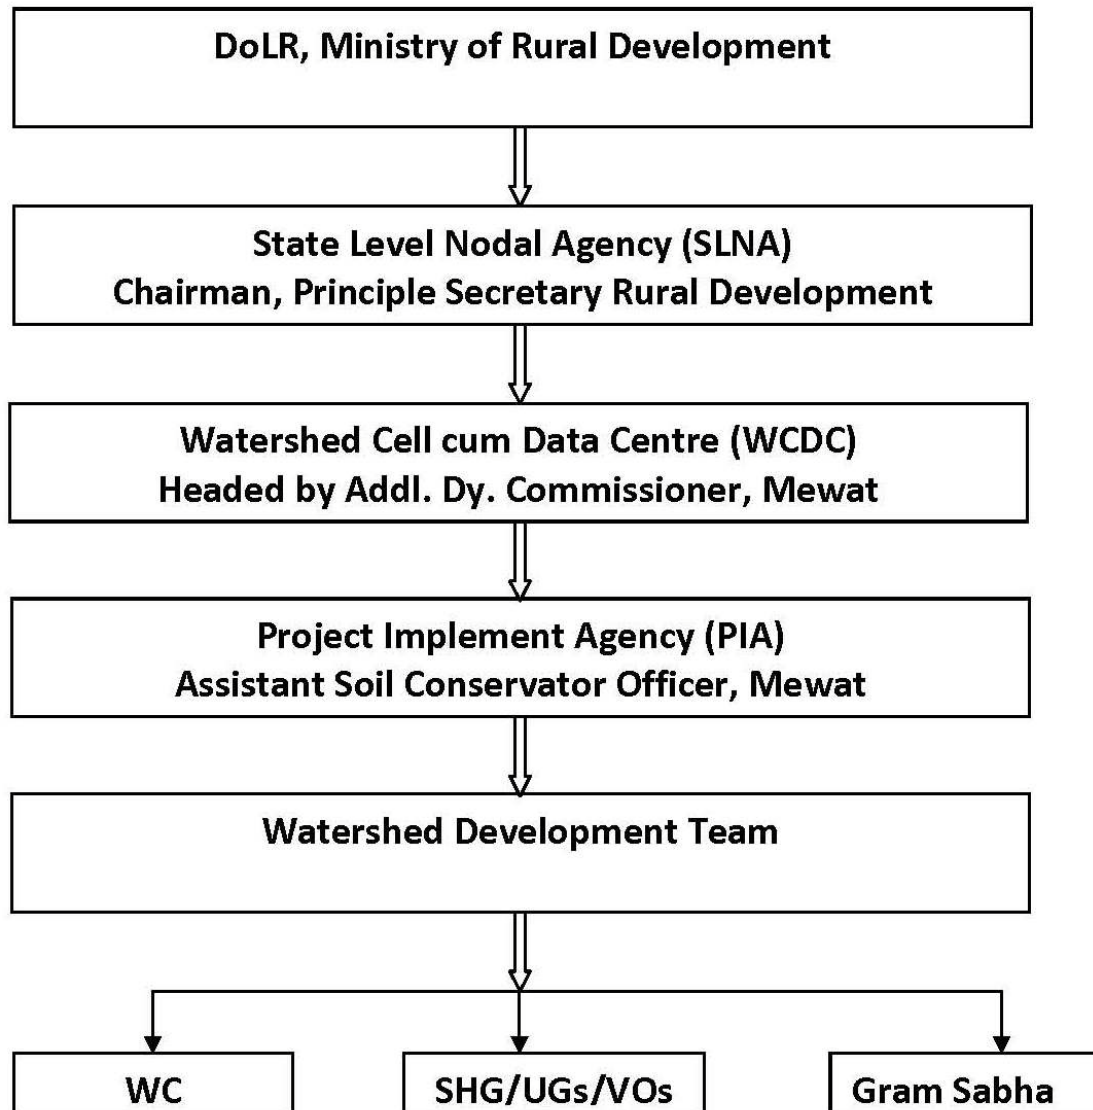 DoLR, Ministry of Rural Development
State Level Nodal Agency (SLNA)
Chairman, Principle Secretary Rural Development
Watershed Cell cum Data Centre (WCDC)
Headed by Addl. Dy. Commissioner, Mewat
Project Implement Agency (PIA)
Assistant Soil Conservator Officer, Mewat
Watershed Development Team
WC
SHG/UGs/VOs
Gram Sabha